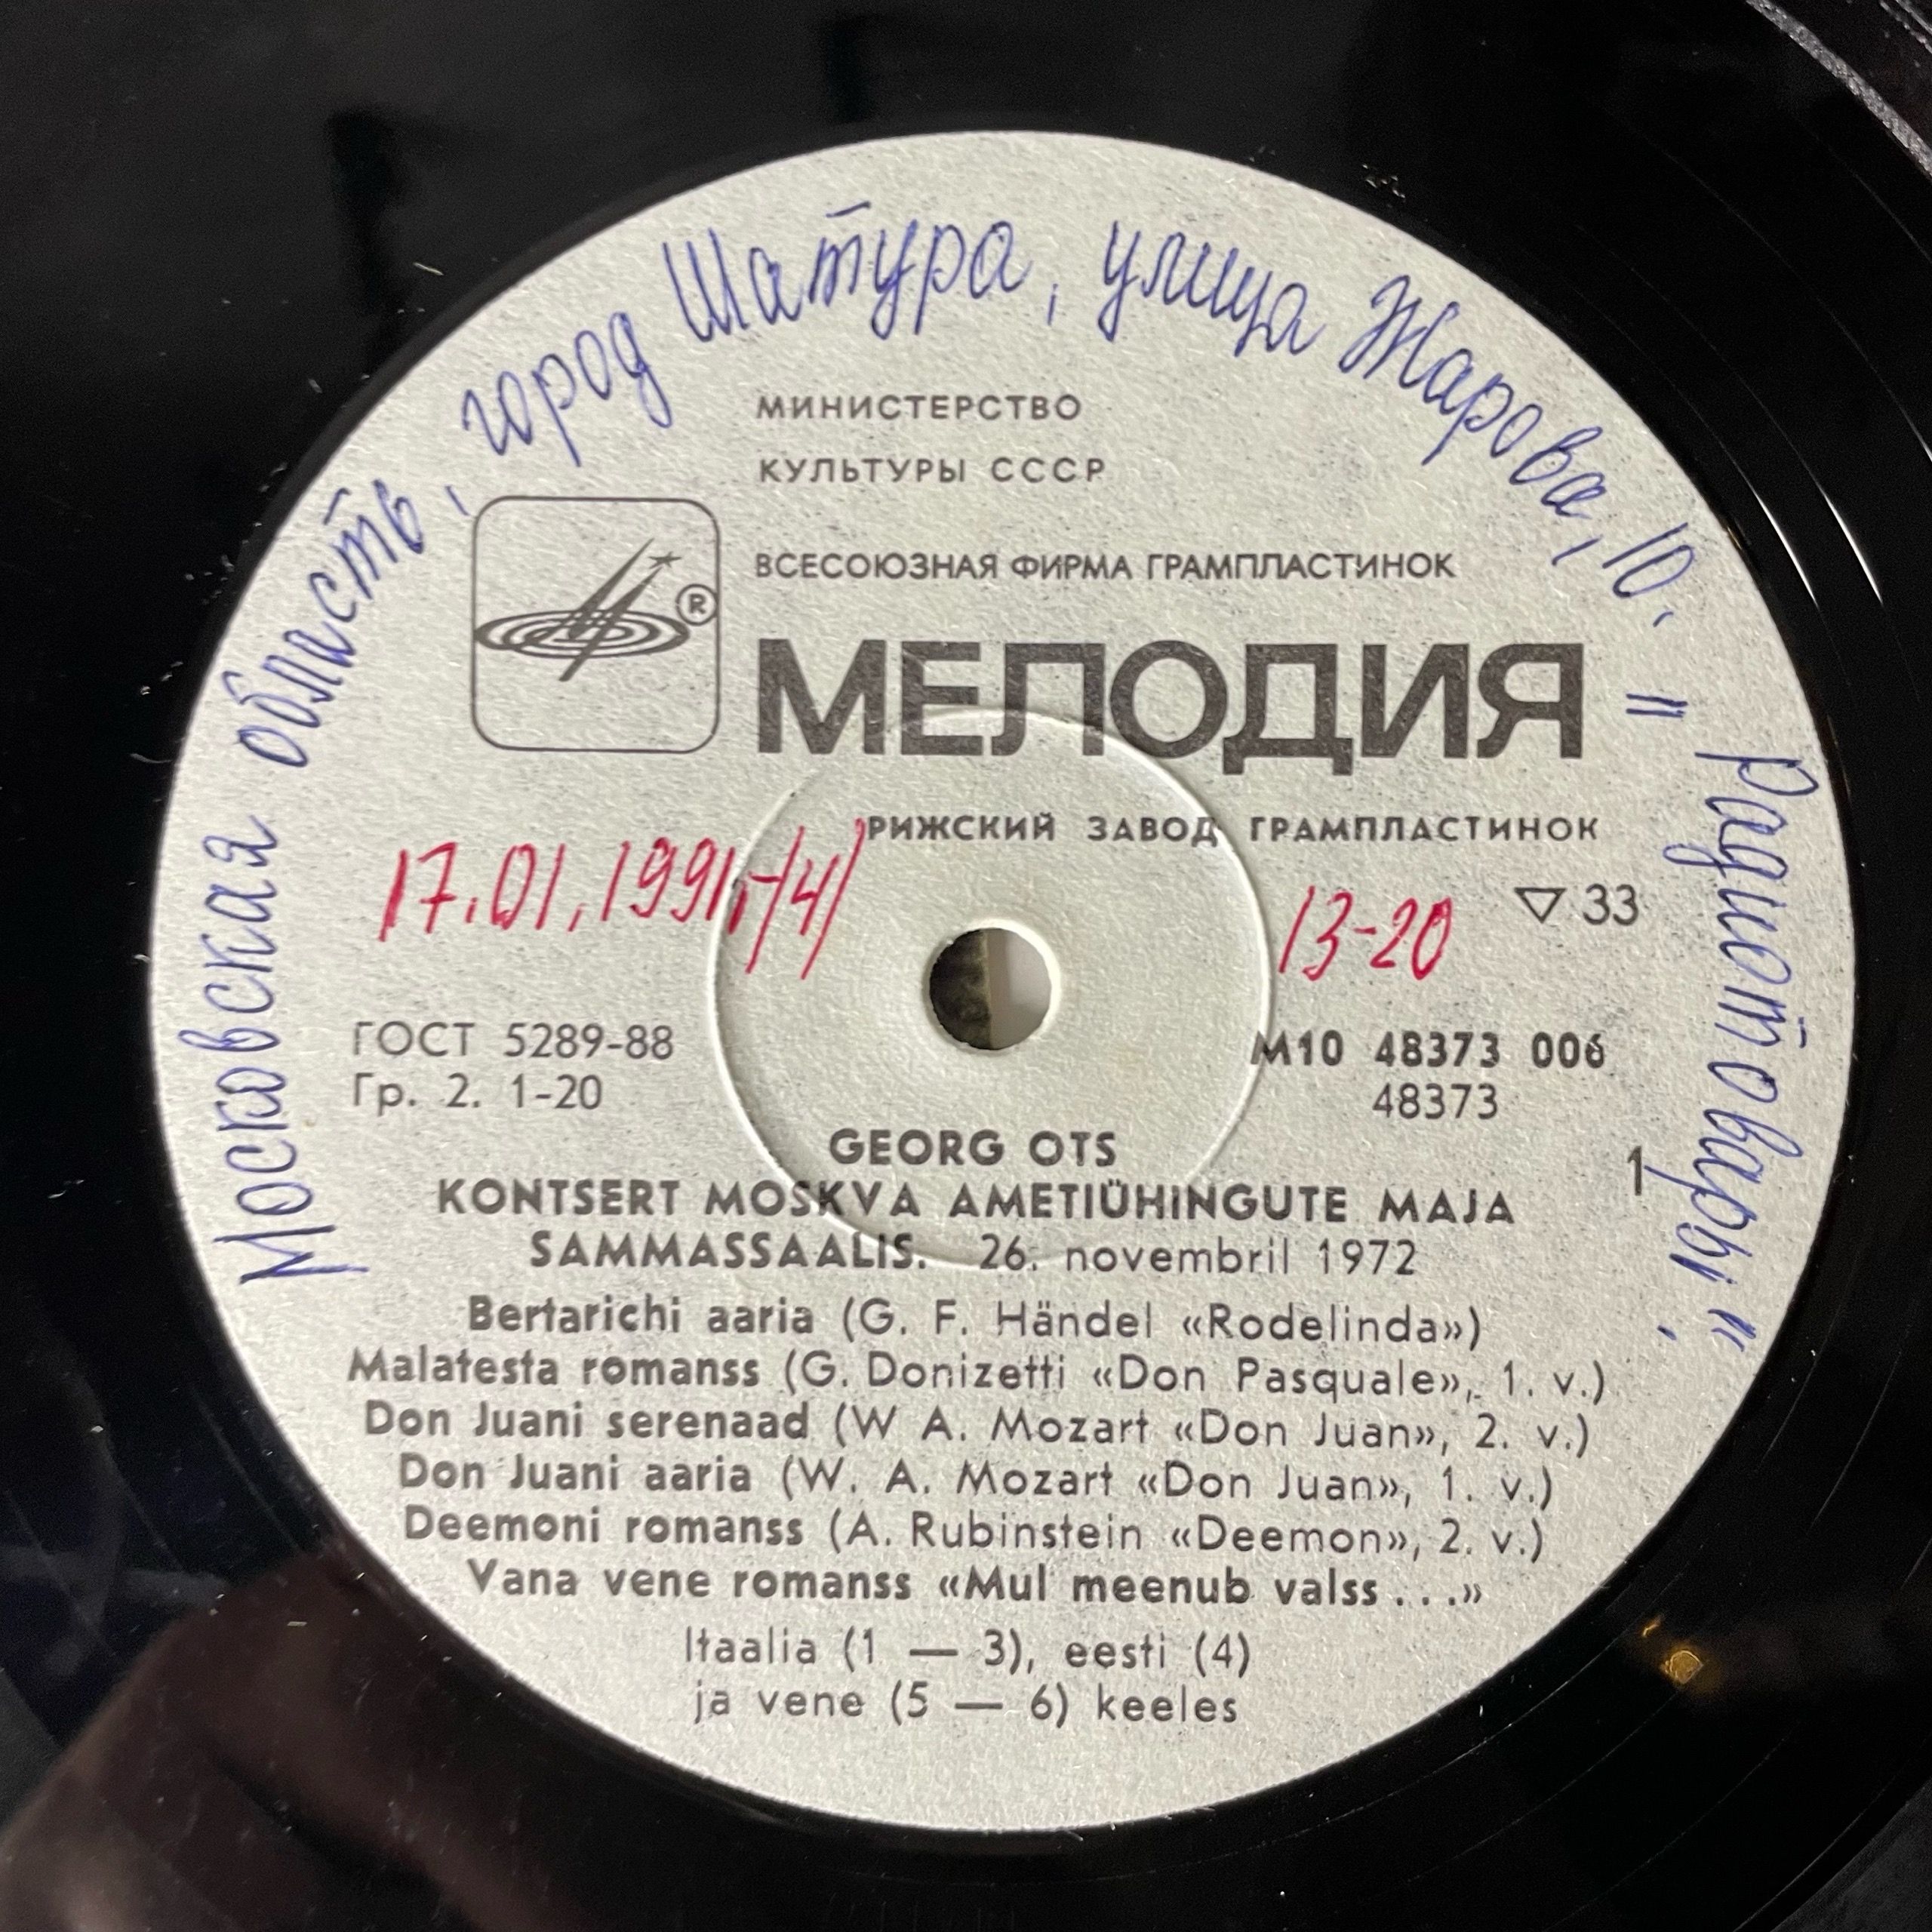 Московская область, город Шатура, улица Жарова, 10. "Радиотовары".
МИНИСТЕРСТВО
КУЛЬТУРЫ СССР
ВСЕСОЮЗНАЯ ФИРМА ГРАМПЛАСТИНОК
®
МЕЛОДИЯ
РИЖСКИЙ ЗАВОД ГРАМПЛАСТИНОК
17.01.1991,-/4/
13-20
▽ 33
ГОСТ 5289-88
Гр. 2. 1-20
М10 48373 006
48373
1
GEORG OTS
KONTSERT MOSKVA AMETIÜHINGUTE MAJA
SAMMASSAALIS. 26. novembril 1972
Bertarichi aaria (G. F. Händel «Rodelinda»)
Malatesta romanss (G. Donizetti «Don Pasquale», 1. v.)
Don Juani serenaad (W A. Mozart «Don Juan», 2. v.)
Don Juani aaria (W. A. Mozart «Don Juan», 1. v.)
Deemoni romanss (A. Rubinstein «Deemon», 2. v.)
Vana vene romanss «Mul meenub valss...»
Itaalia (1 — 3), eesti (4)
ja vene (5 — 6) keeles